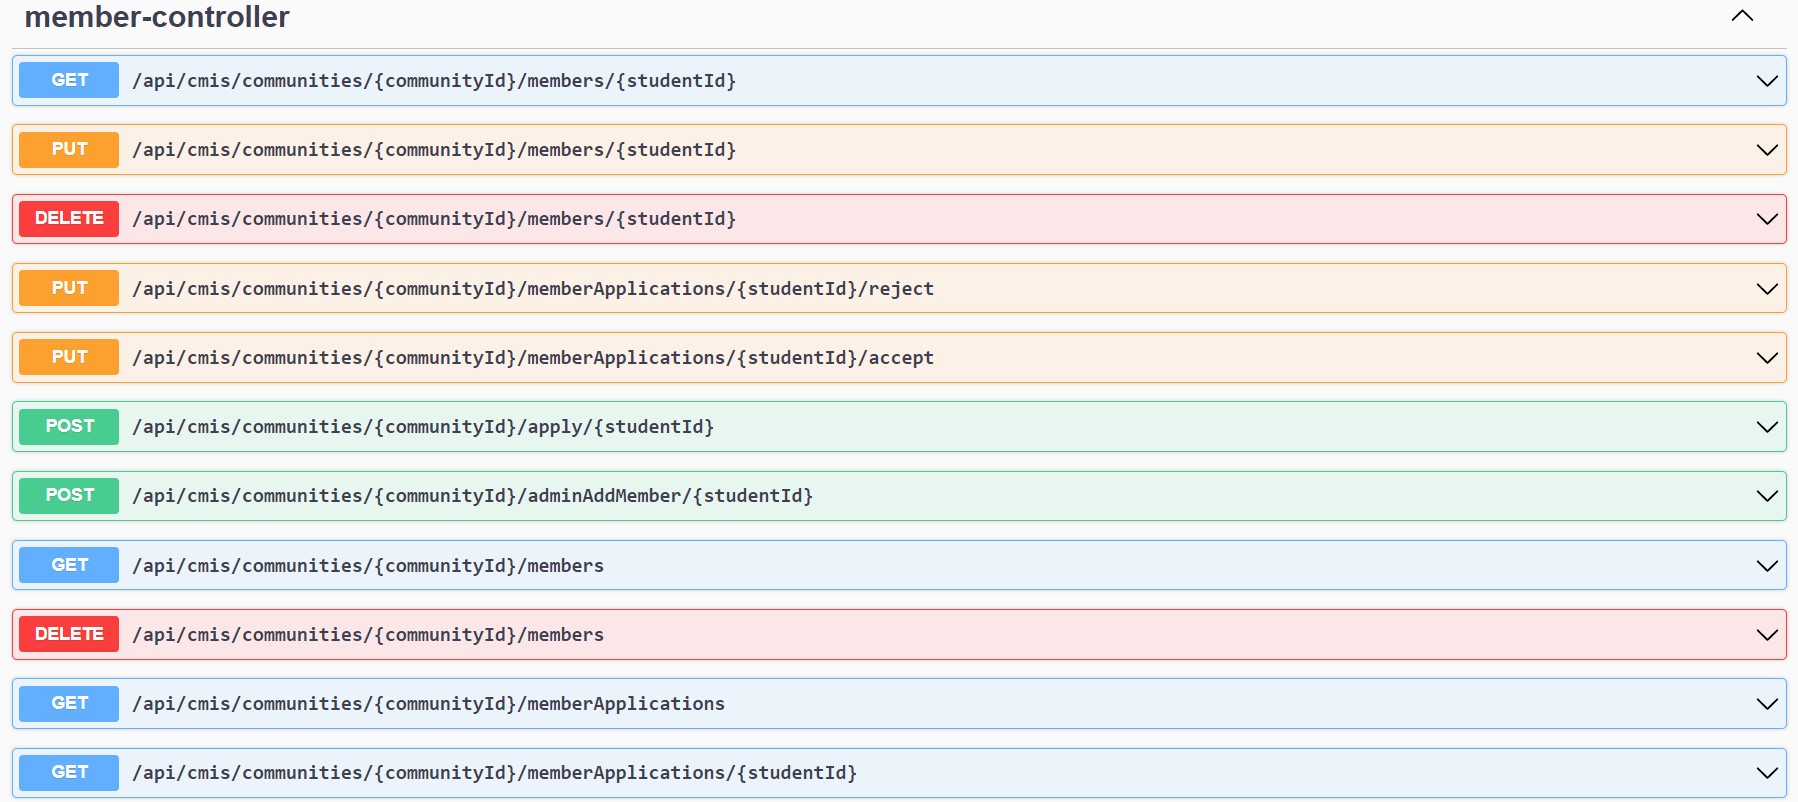 member-controller
GET /api/cmis/communities/{communityId}/members/{studentId}
PUT /api/cmis/communities/{communityId}/members/{studentId}
DELETE /api/cmis/communities/{communityId}/members/{studentId}
PUT /api/cmis/communities/{communityId}/memberApplications/{studentId}/reject
PUT /api/cmis/communities/{communityId}/memberApplications/{studentId}/accept
POST /api/cmis/communities/{communityId}/apply/{studentId}
POST /api/cmis/communities/{communityId}/adminAddMember/{studentId}
GET /api/cmis/communities/{communityId}/members
DELETE /api/cmis/communities/{communityId}/members
GET /api/cmis/communities/{communityId}/memberApplications
GET /api/cmis/communities/{communityId}/memberApplications/{studentId}